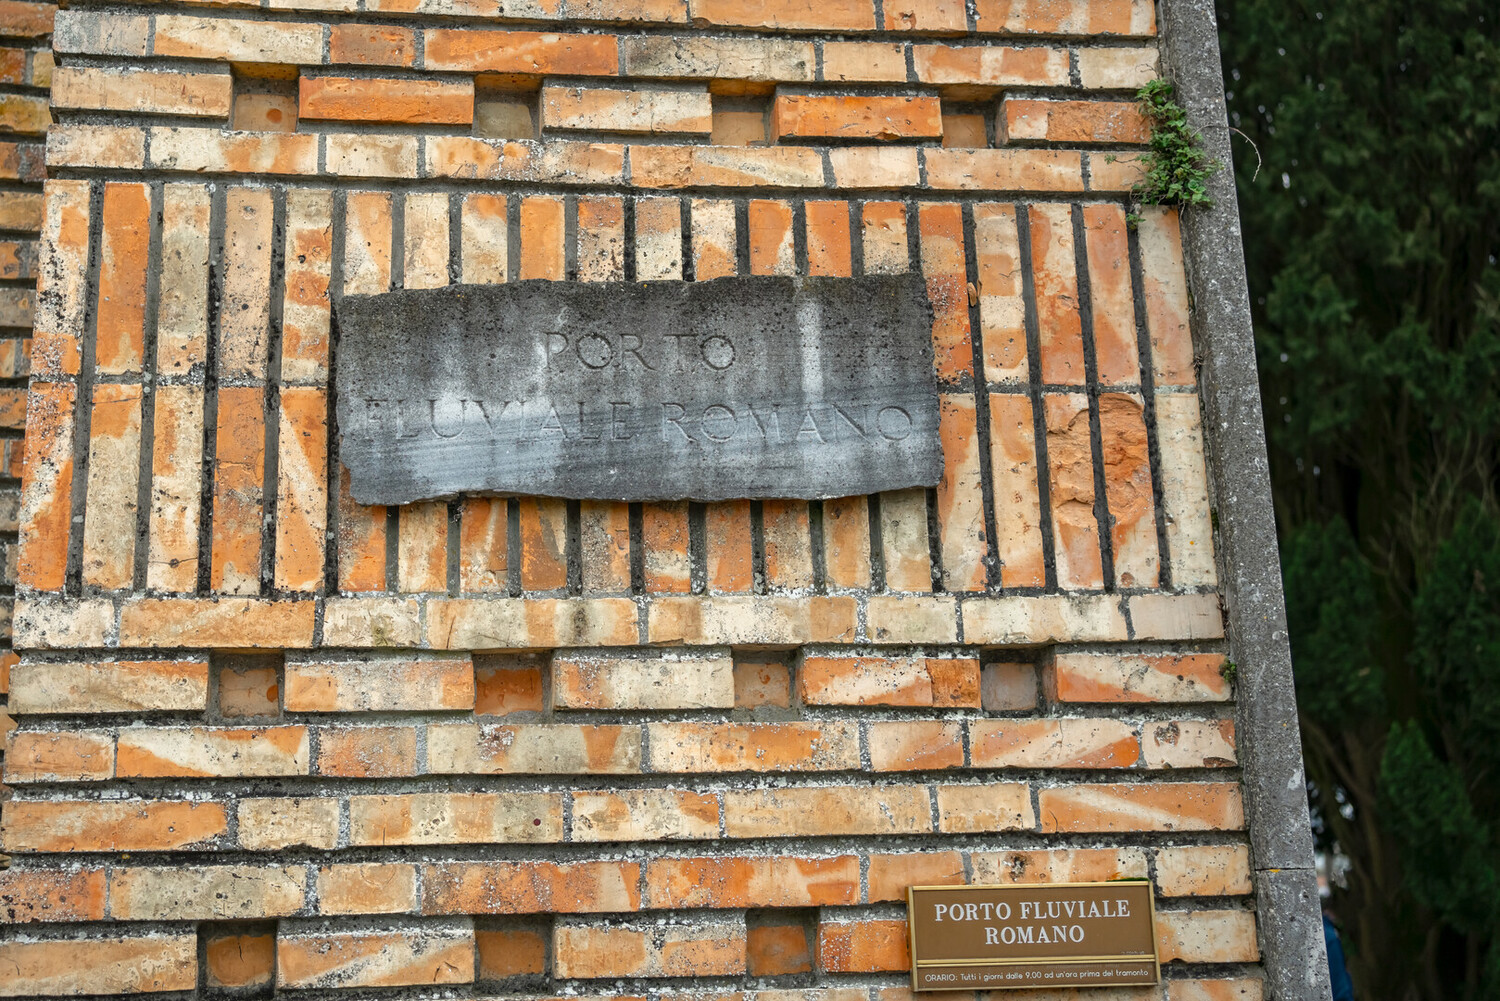 PORTO
FLUVIALE ROMANO
PORTO FLUVIALE
ROMANO
ORARIO: Tutti i giorni dalle 9,00 ad un'ora prima del tramonto